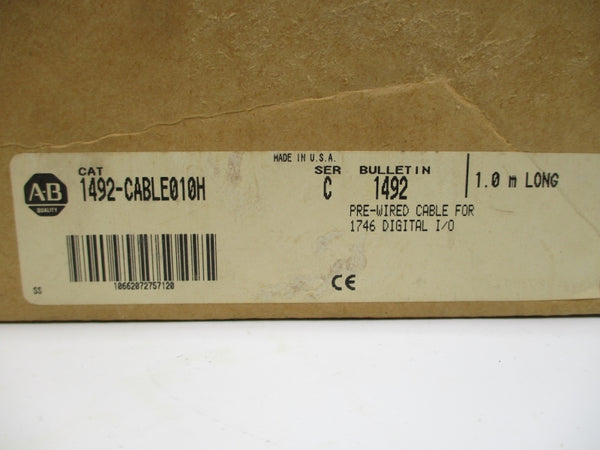 MADE IN U.S.A.
A-B
QUALITY
CAT
1492-CABLE010H
SER
C
BULLETIN
1492
1.0 m LONG
PRE-WIRED CABLE FOR
1746 DIGITAL I/O
10662072757120
SS
CE